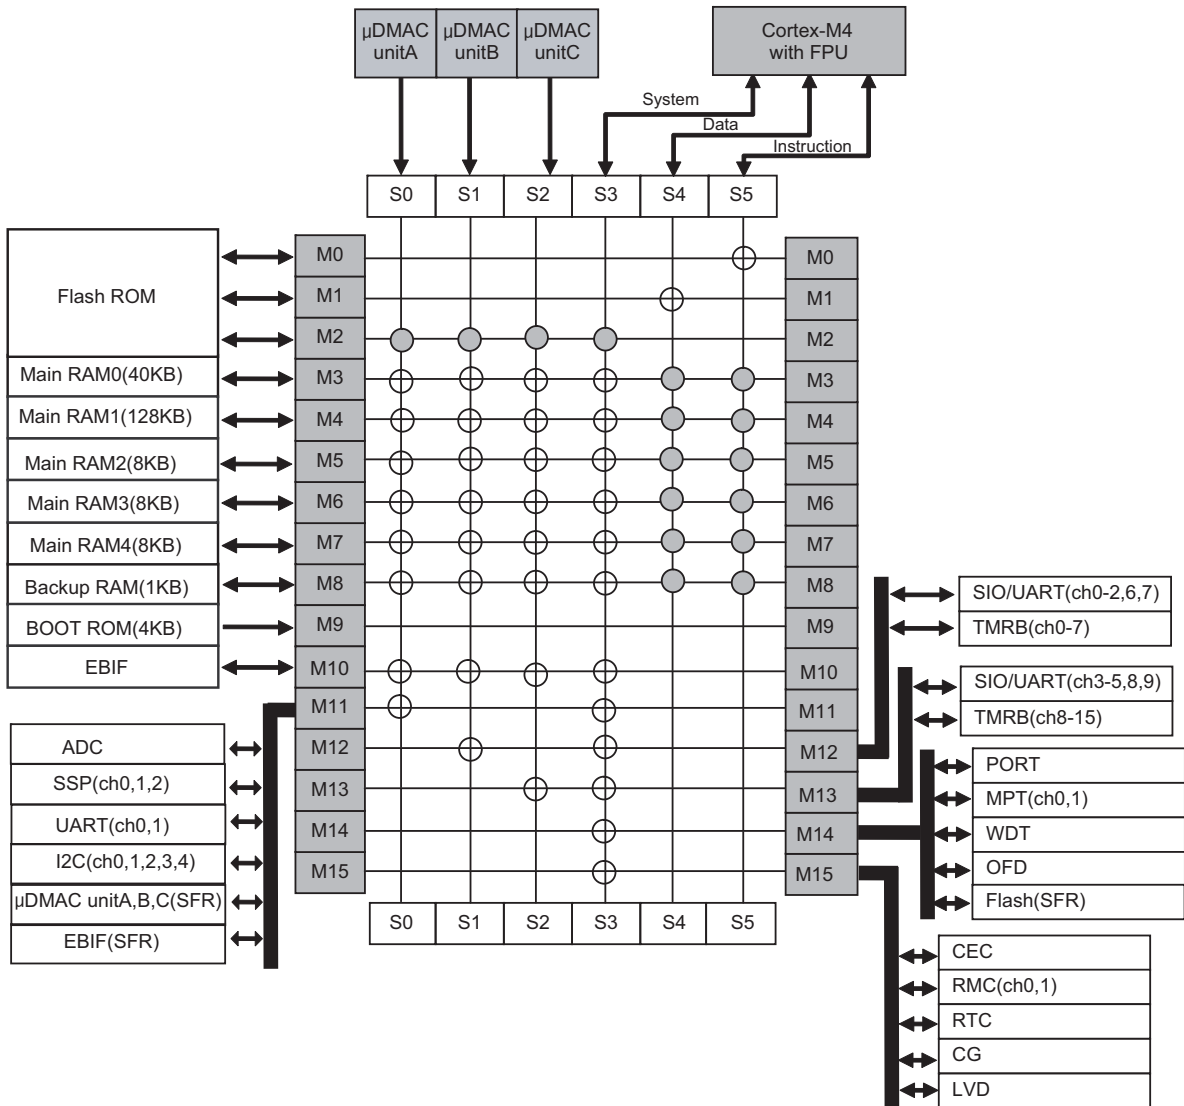 µDMAC
unitA
µDMAC
unitB
µDMAC
unitC
Cortex-M4
with FPU
System
Data
Instruction
S0 S1 S2 S3 S4 S5
Flash ROM
Main RAM0(40KB)
Main RAM1(128KB)
Main RAM2(8KB)
Main RAM3(8KB)
Main RAM4(8KB)
Backup RAM(1KB)
BOOT ROM(4KB)
EBIF
M0
M1
M2
M3
M4
M5
M6
M7
M8
M9
M10
M11
M12
M13
M14
M15
M0
M1
M2
M3
M4
M5
M6
M7
M8
M9
M10
M11
M12
M13
M14
M15
ADC
SSP(ch0,1,2)
UART(ch0,1)
I2C(ch0,1,2,3,4)
µDMAC unitA,B,C(SFR)
EBIF(SFR)
S0 S1 S2 S3 S4 S5
SIO/UART(ch0-2,6,7)
TMRB(ch0-7)
SIO/UART(ch3-5,8,9)
TMRB(ch8-15)
PORT
MPT(ch0,1)
WDT
OFD
Flash(SFR)
CEC
RMC(ch0,1)
RTC
CG
LVD